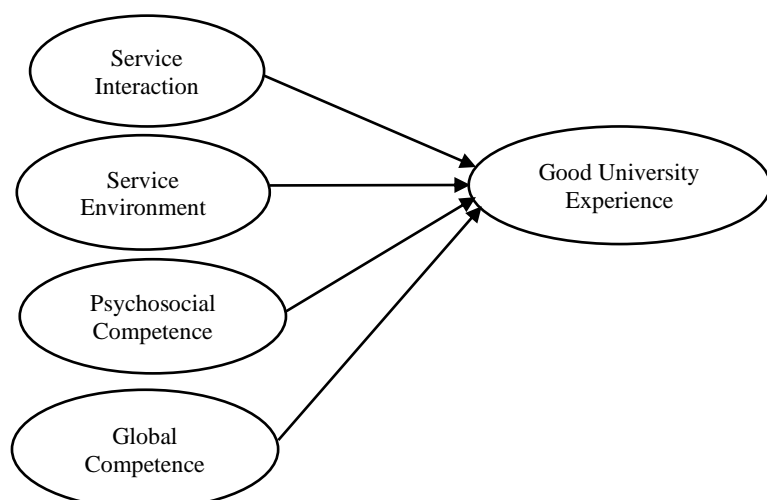 Service
Interaction
Service
Environment
Good University
Experience
Psychosocial
Competence
Global
Competence